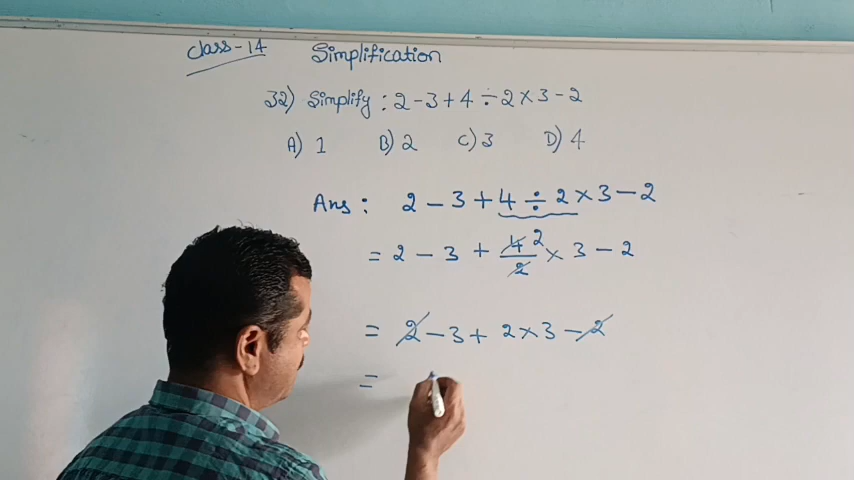 Class-14 Simplification
32) Simplify : 2-3+4÷2×3-2
A) 1 B) 2 C) 3 D) 4
Ans : 2-3+4÷2×3-2
= 2-3+ 4 2/2 ×3-2
= 2-3+ 2×3-2
=